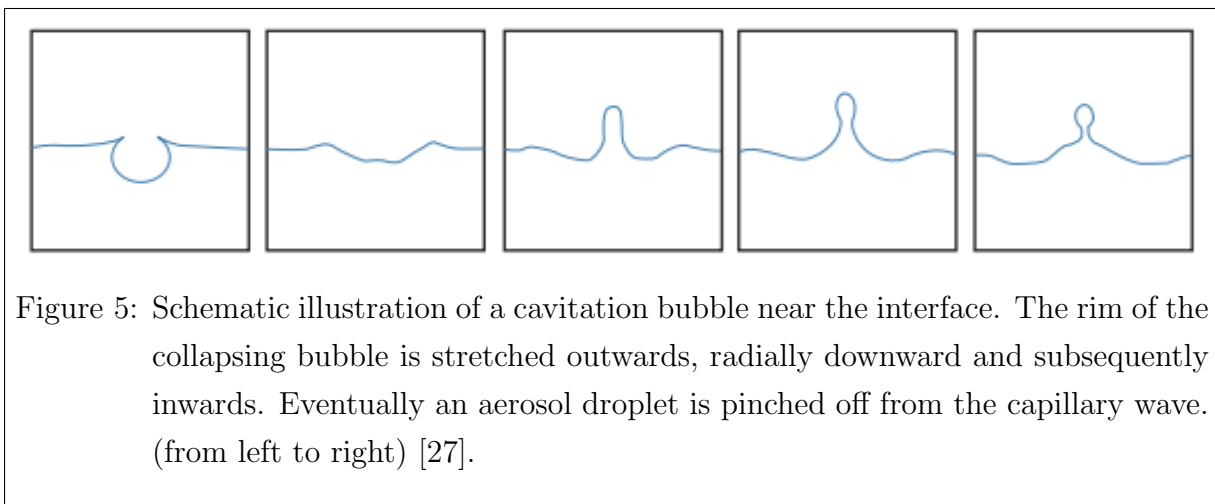 Figure 5: Schematic illustration of a cavitation bubble near the interface. The rim of the
collapsing bubble is stretched outwards, radially downward and subsequently
inwards. Eventually an aerosol droplet is pinched off from the capillary wave.
(from left to right) [27].